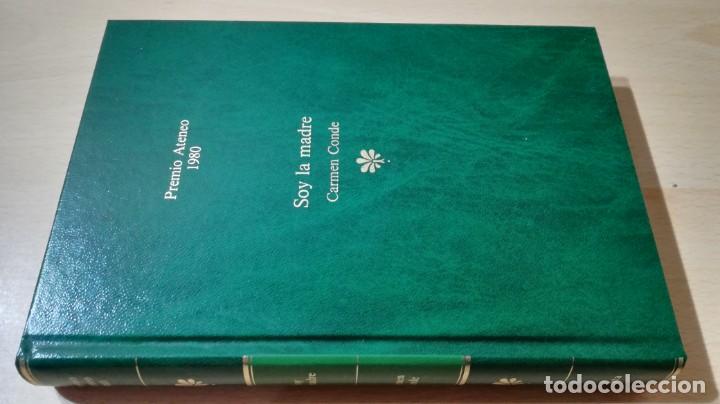 Premio Ateneo
1980
Soy la madre
Carmen Conde
todocoleccion